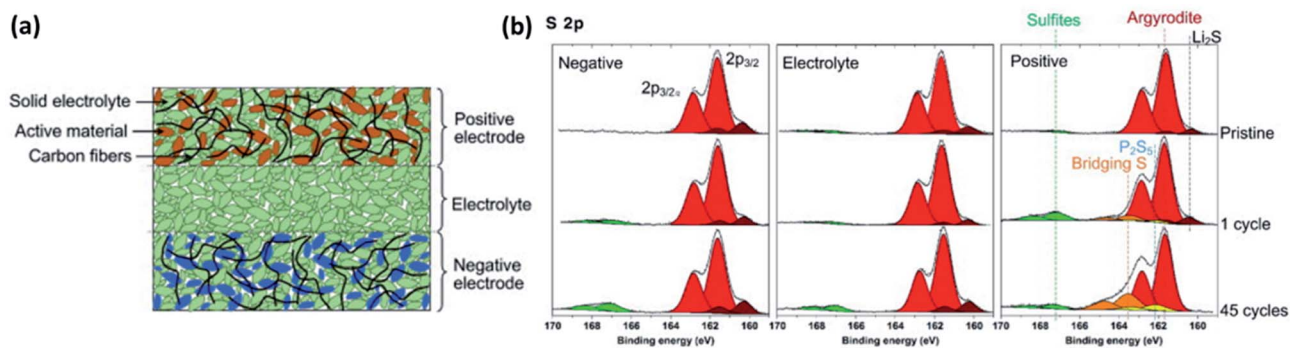 (a)
Solid electrolyte
Active material
Carbon fibers
Positive
electrode
Electrolyte
Negative
electrode
(b)
S 2p
Sulfites
Argyrodite
Li₂S
Negative
2p₃/₂
2p₃/₂α
Electrolyte
Positive
Pristine
P₂S₅
Bridging S
1 cycle
45 cycles
170 168 166 164 162 160
Binding energy (eV)
170 168 166 164 162 160
Binding energy (eV)
170 168 166 164 162 160
Binding energy (eV)